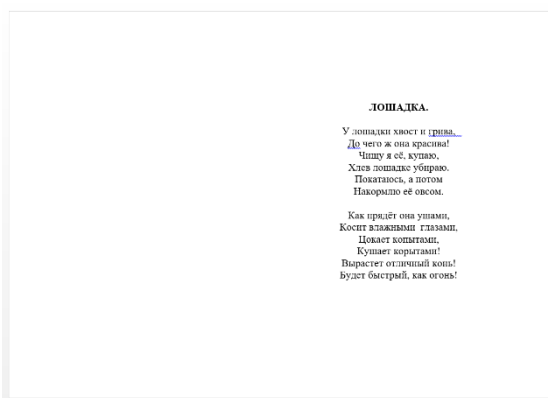 ЛОШАДКА.
У лошадки хвост и грива,
До чего ж она красива!
Чищу я её, купаю,
Хлев лошадке убираю.
Покатаюсь, а потом
Накормлю её овсом.
Как прядёт она ушами,
Косит влажными глазами,
Цокает копытами,
Кушает корытами!
Вырастет отличный конь!
Будет быстрый, как огонь!